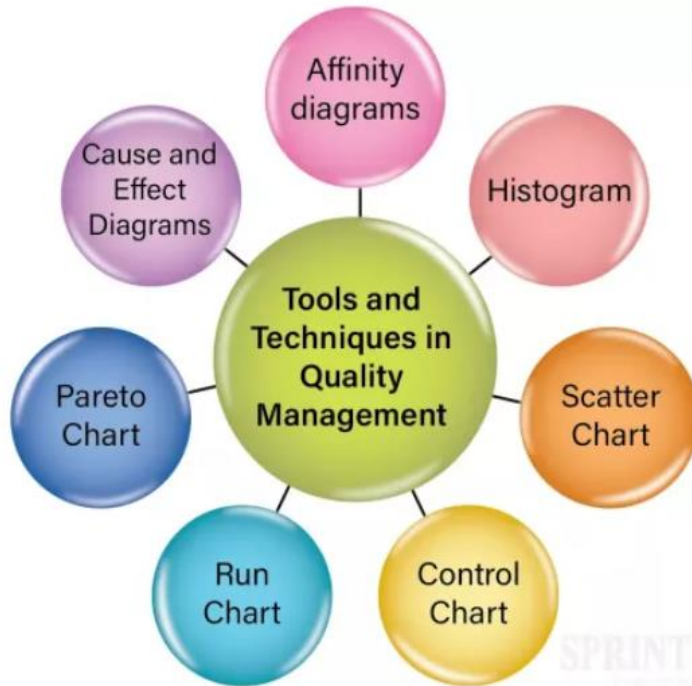 Affinity
diagrams
Histogram
Scatter
Chart
Control
Chart
Run
Chart
Pareto
Chart
Cause and
Effect
Diagrams
Tools and
Techniques in
Quality
Management
SPRINT